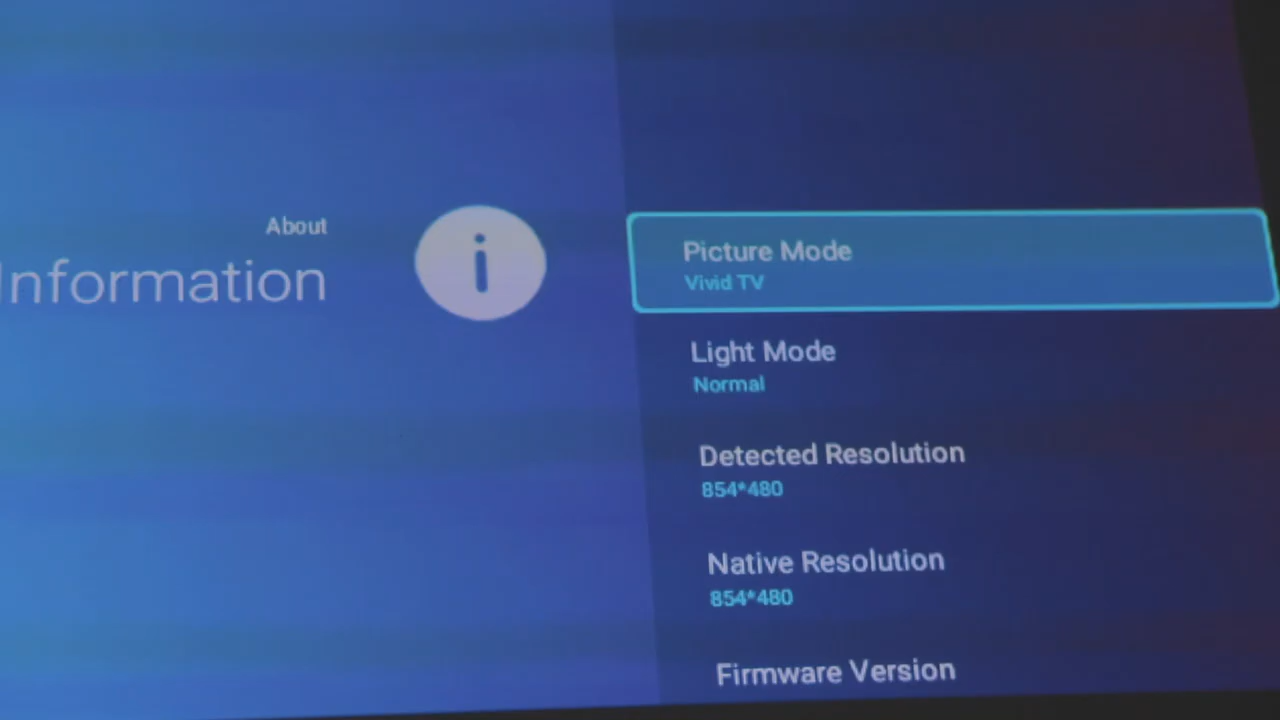 About
Information
Picture Mode
Vivid TV
Light Mode
Normal
Detected Resolution
854*480
Native Resolution
854*480
Firmware Version